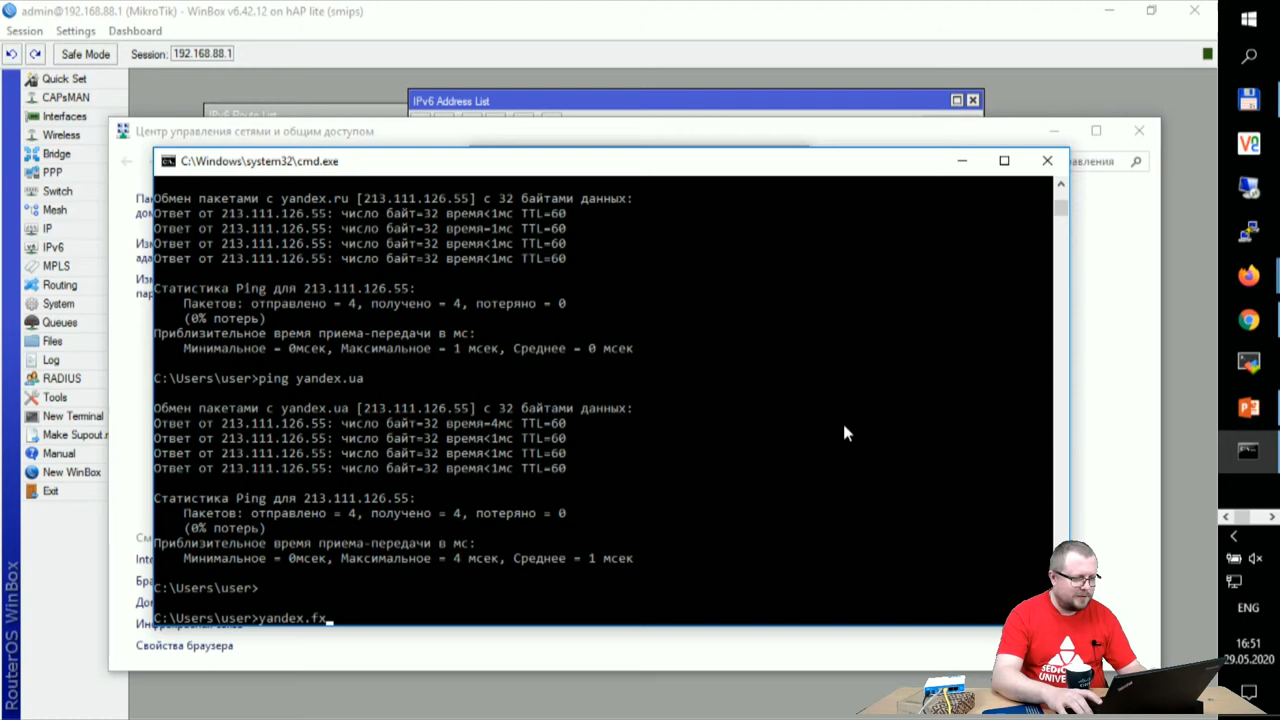 admin@192.168.88.1 (MikroTik) - WinBox v6.42.12 on hAP lite (smips)
Session Settings Dashboard
Safe Mode Session: 192.168.88.1
Quick Set
CAPsMAN
Interfaces
Wireless
Bridge
PPP
Switch
Mesh
IP
IPv6
MPLS
Routing
System
Queues
Files
Log
RADIUS
Tools
New Terminal
Make Supout.r
Manual
New WinBox
Exit
RouterOS WinBox
IPv6 Route List
IPv6 Address List
Центр управления сетями и общим доступом
C:\Windows\system32\cmd.exe
Обмен пакетами с yandex.ru [213.111.126.55] с 32 байтами данных:
Ответ от 213.111.126.55: число байт=32 время<1мс TTL=60
Ответ от 213.111.126.55: число байт=32 время=1мс TTL=60
Ответ от 213.111.126.55: число байт=32 время<1мс TTL=60
Ответ от 213.111.126.55: число байт=32 время<1мс TTL=60
Статистика Ping для 213.111.126.55:
Пакетов: отправлено = 4, получено = 4, потеряно = 0
(0% потерь)
Приблизительное время приема-передачи в мс:
Минимальное = 0мсек, Максимальное = 1 мсек, Среднее = 0 мсек
C:\Users\user>ping yandex.ua
Обмен пакетами с yandex.ua [213.111.126.55] с 32 байтами данных:
Ответ от 213.111.126.55: число байт=32 время=4мс TTL=60
Ответ от 213.111.126.55: число байт=32 время<1мс TTL=60
Ответ от 213.111.126.55: число байт=32 время<1мс TTL=60
Ответ от 213.111.126.55: число байт=32 время<1мс TTL=60
Статистика Ping для 213.111.126.55:
Пакетов: отправлено = 4, получено = 4, потеряно = 0
(0% потерь)
Приблизительное время приема-передачи в мс:
Минимальное = 0мсек, Максимальное = 4 мсек, Среднее = 1 мсек
C:\Users\user>
C:\Users\user>yandex.fx_
Свойства браузера
ENG
16:51
29.05.2020